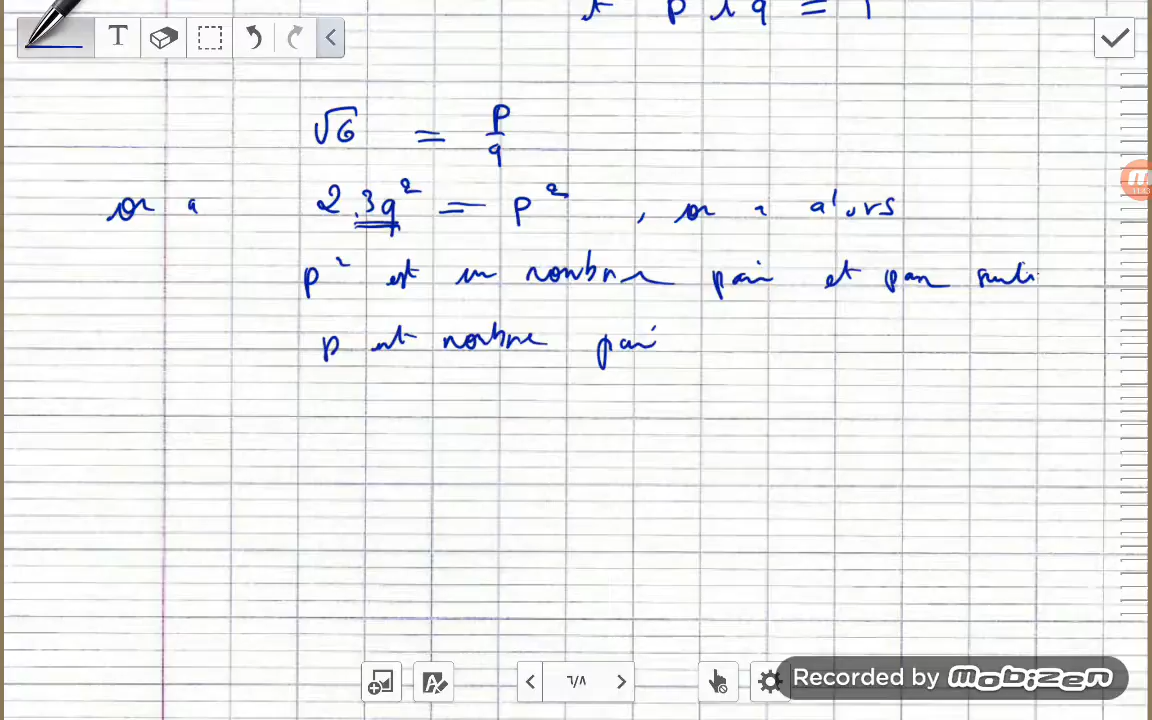 et p ∧ q = 1
T
√6 = p/q
on a 2.3q² = p² , on a alors
p² est un nombre pair et par suite
p est nombre pair
Recorded by mobizen